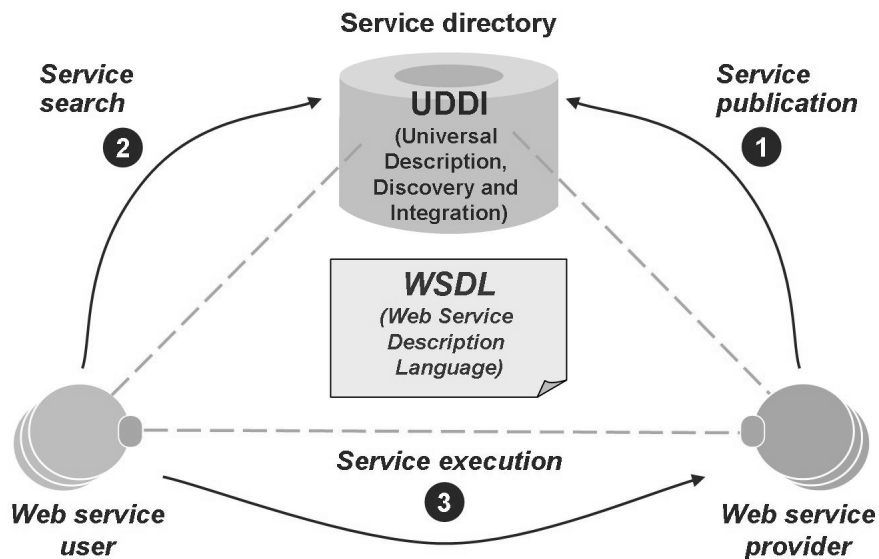 Service directory
Service
search
2
UDDI
(Universal
Description,
Discovery and
Integration)
Service
publication
1
WSDL
(Web Service
Description
Language)
Service execution
3
Web service
user
Web service
provider